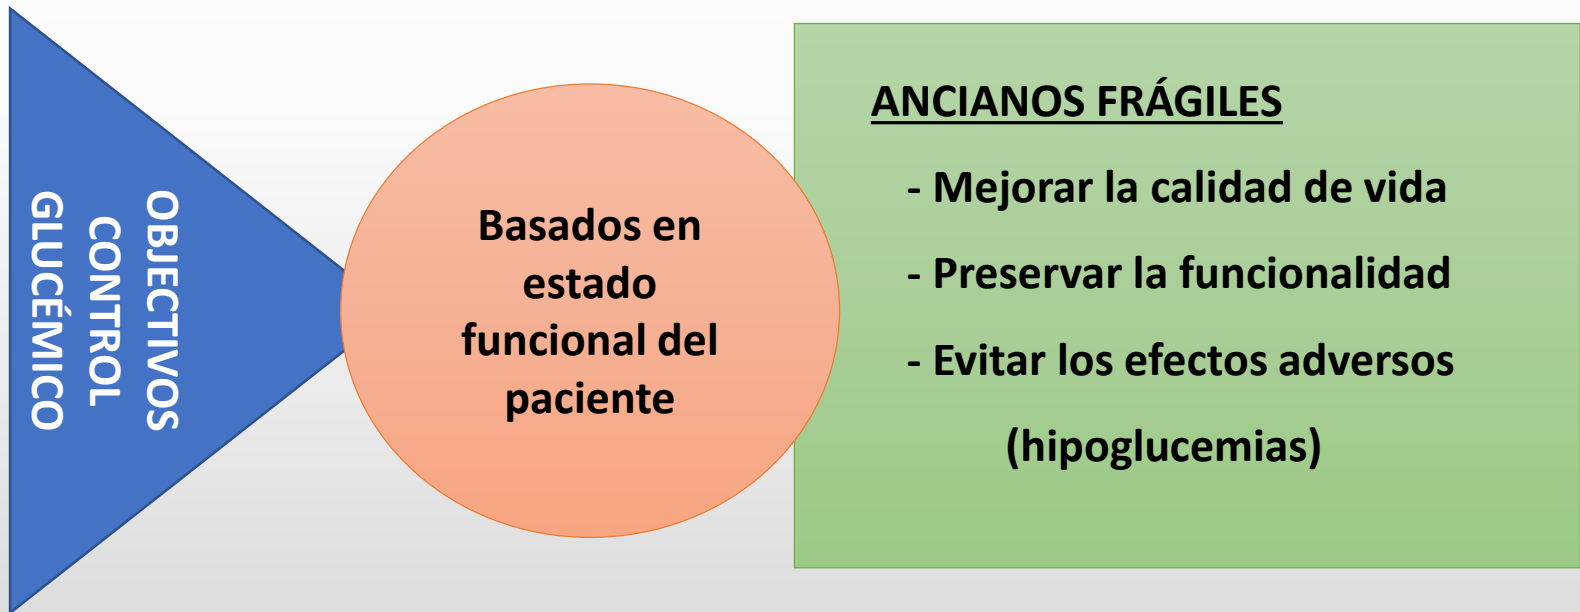 OBJECTIVOS
CONTROL
GLUCÉMICO
Basados en
estado
funcional del
paciente
ANCIANOS FRÁGILES
- Mejorar la calidad de vida
- Preservar la funcionalidad
- Evitar los efectos adversos
(hipoglucemias)